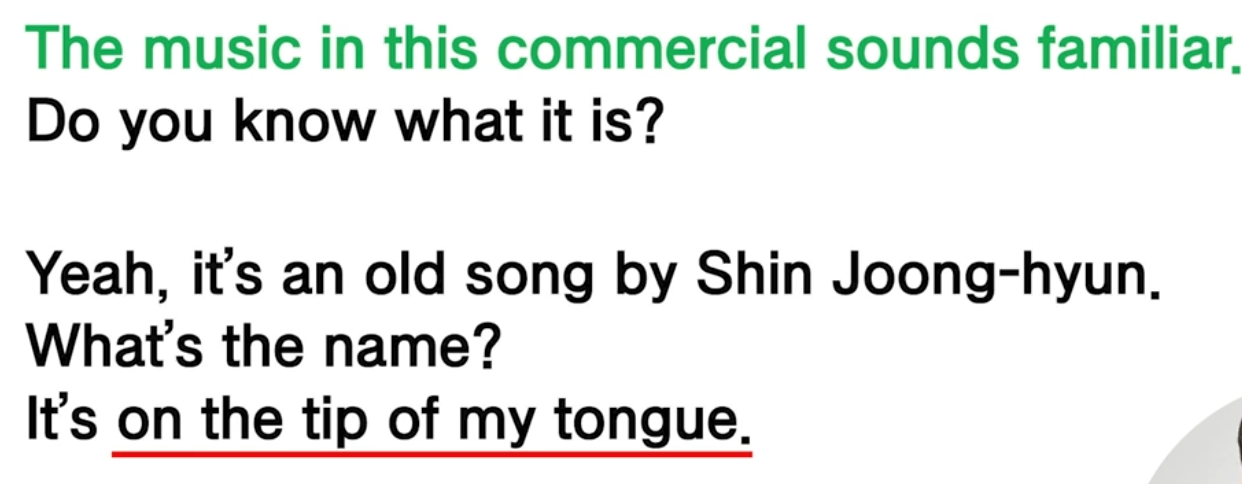 The music in this commercial sounds familiar.
Do you know what it is?
Yeah, it's an old song by Shin Joong-hyun.
What's the name?
It's on the tip of my tongue.